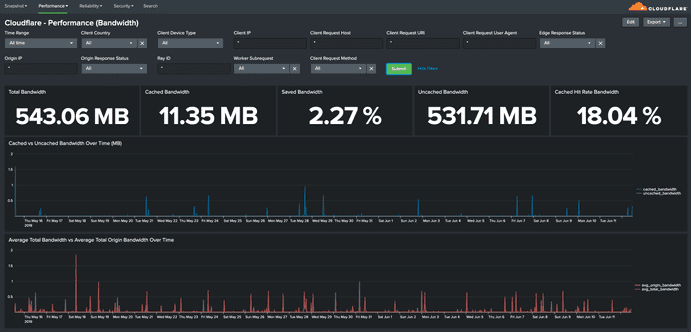 Snapshot Performance Reliability Security Search
CLOUDFLARE
Cloudflare - Performance (Bandwidth)
Edit Export ...
Time Range Client Country Client Device Type Client IP Client Request Host Client Request URI Client Request User Agent Edge Response Status
All time All × All * * * * All ×
Origin IP Origin Response Status Ray ID Worker Subrequest Client Request Method
* All * All × All × Submit Hide Filters
Total Bandwidth Cached Bandwidth Saved Bandwidth Uncached Bandwidth Cached Hit Rate Bandwidth
543.06 MB 11.35 MB 2.27 % 531.71 MB 18.04 %
Cached vs Uncached Bandwidth Over Time (MB)
2
1.5
1
0.5
cached_bandwidth
uncached_bandwidth
Thu May 16 Fri May 17 Sat May 18 Sun May 19 Mon May 20 Tue May 21 Wed May 22 Thu May 23 Fri May 24 Sat May 25 Sun May 26 Mon May 27 Tue May 28 Wed May 29 Thu May 30 Fri May 31 Sat Jun 1 Sun Jun 2 Mon Jun 3 Tue Jun 4 Wed Jun 5 Thu Jun 6 Fri Jun 7 Sat Jun 8 Sun Jun 9 Mon Jun 10 Tue Jun 11
2019
Average Total Bandwidth vs Average Total Origin Bandwidth Over Time
2
1.5
1
0.5
avg_origin_bandwidth
avg_total_bandwidth
Thu May 16 Fri May 17 Sat May 18 Sun May 19 Mon May 20 Tue May 21 Wed May 22 Thu May 23 Fri May 24 Sat May 25 Sun May 26 Mon May 27 Tue May 28 Wed May 29 Thu May 30 Fri May 31 Sat Jun 1 Sun Jun 2 Mon Jun 3 Tue Jun 4 Wed Jun 5 Thu Jun 6 Fri Jun 7 Sat Jun 8 Sun Jun 9 Mon Jun 10 Tue Jun 11
2019